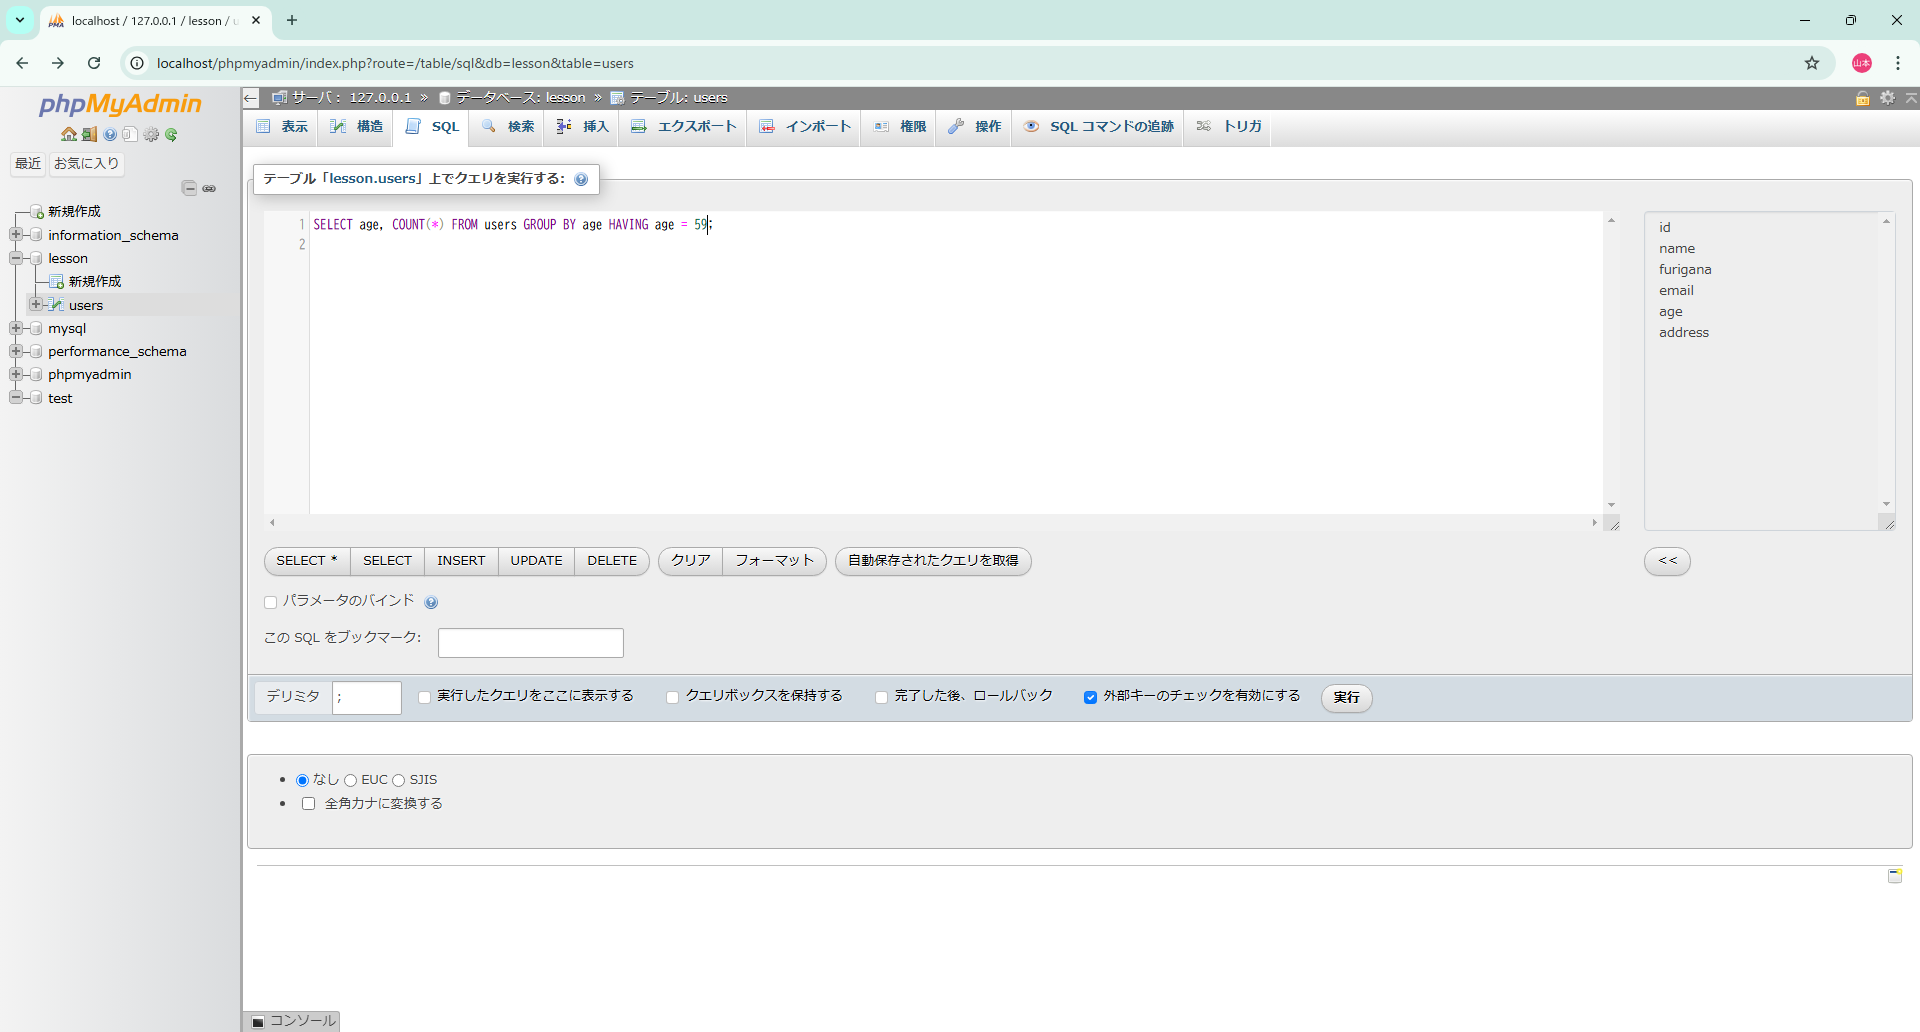 localhost / 127.0.0.1 / lesson / u
localhost/phpmyadmin/index.php?route=/table/sql&db=lesson&table=users
山本
phpMyAdmin
最近
お気に入り
新規作成
information_schema
lesson
新規作成
users
mysql
performance_schema
phpmyadmin
test
サーバ： 127.0.0.1 » データベース: lesson » テーブル: users
表示
構造
SQL
検索
挿入
エクスポート
インポート
権限
操作
SQL コマンドの追跡
トリガ
テーブル「lesson.users」上でクエリを実行する:
1 SELECT age, COUNT(*) FROM users GROUP BY age HAVING age = 59;
2
id
name
furigana
email
age
address
SELECT *
SELECT
INSERT
UPDATE
DELETE
クリア
フォーマット
自動保存されたクエリを取得
<<
パラメータのバインド
この SQL をブックマーク:
デリミタ ;
実行したクエリをここに表示する
クエリボックスを保持する
完了した後、ロールバック
外部キーのチェックを有効にする
実行
なし EUC SJIS
全角カナに変換する
コンソール